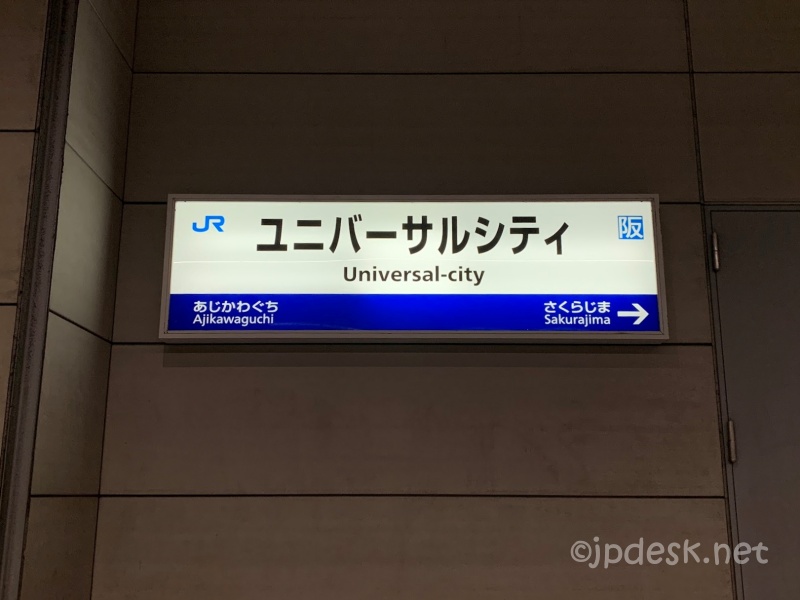 JR ユニバーサルシティ 阪
Universal-city
あじかわぐち さくらじま →
Ajikawaguchi Sakurajima
©jpdesk.net